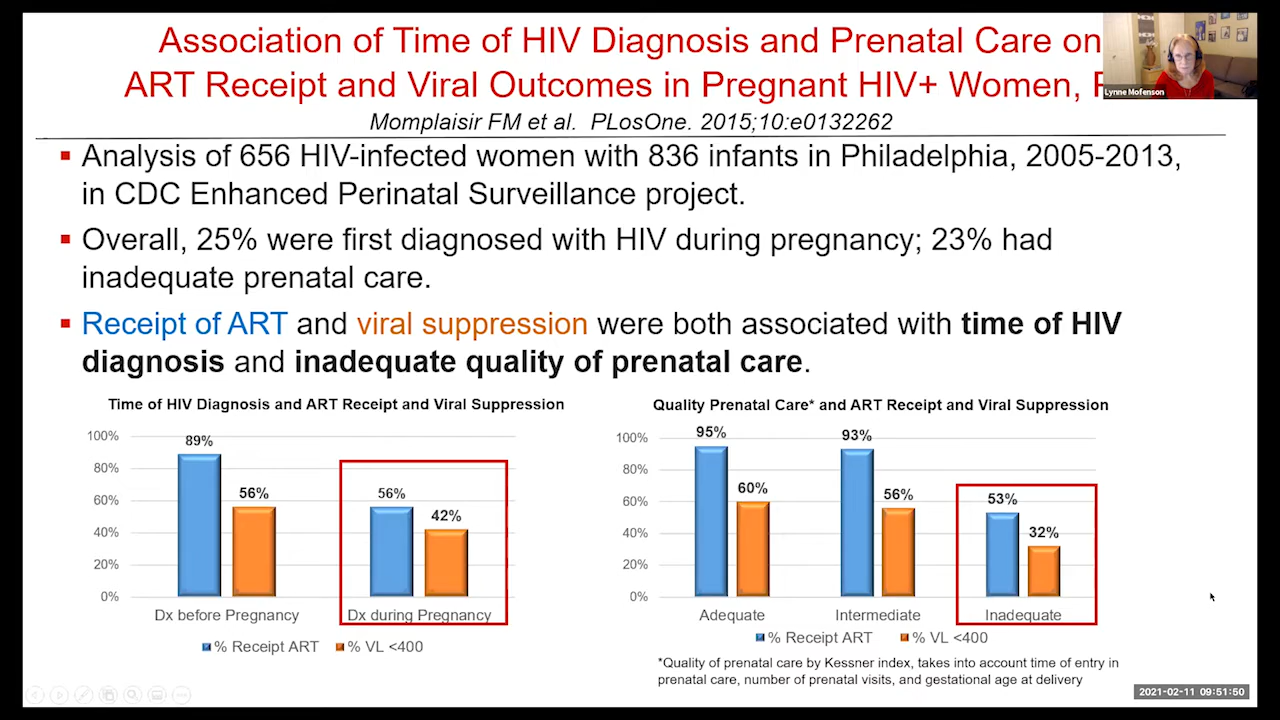 Association of Time of HIV Diagnosis and Prenatal Care on
ART Receipt and Viral Outcomes in Pregnant HIV+ Women,
Lynne Mofenson
Momplaisir FM et al. PLosOne. 2015;10:e0132262
▪ Analysis of 656 HIV-infected women with 836 infants in Philadelphia, 2005-2013,
in CDC Enhanced Perinatal Surveillance project.
▪ Overall, 25% were first diagnosed with HIV during pregnancy; 23% had
inadequate prenatal care.
▪ Receipt of ART and viral suppression were both associated with time of HIV
diagnosis and inadequate quality of prenatal care.
Time of HIV Diagnosis and ART Receipt and Viral Suppression
100%
80%
60%
40%
20%
0%
89%
56%
56%
42%
Dx before Pregnancy
Dx during Pregnancy
% Receipt ART
% VL <400
Quality Prenatal Care* and ART Receipt and Viral Suppression
100%
80%
60%
40%
20%
0%
95%
60%
93%
56%
53%
32%
Adequate
Intermediate
Inadequate
% Receipt ART
% VL <400
*Quality of prenatal care by Kessner index, takes into account time of entry in
prenatal care, number of prenatal visits, and gestational age at delivery
2021-02-11 09:51:50